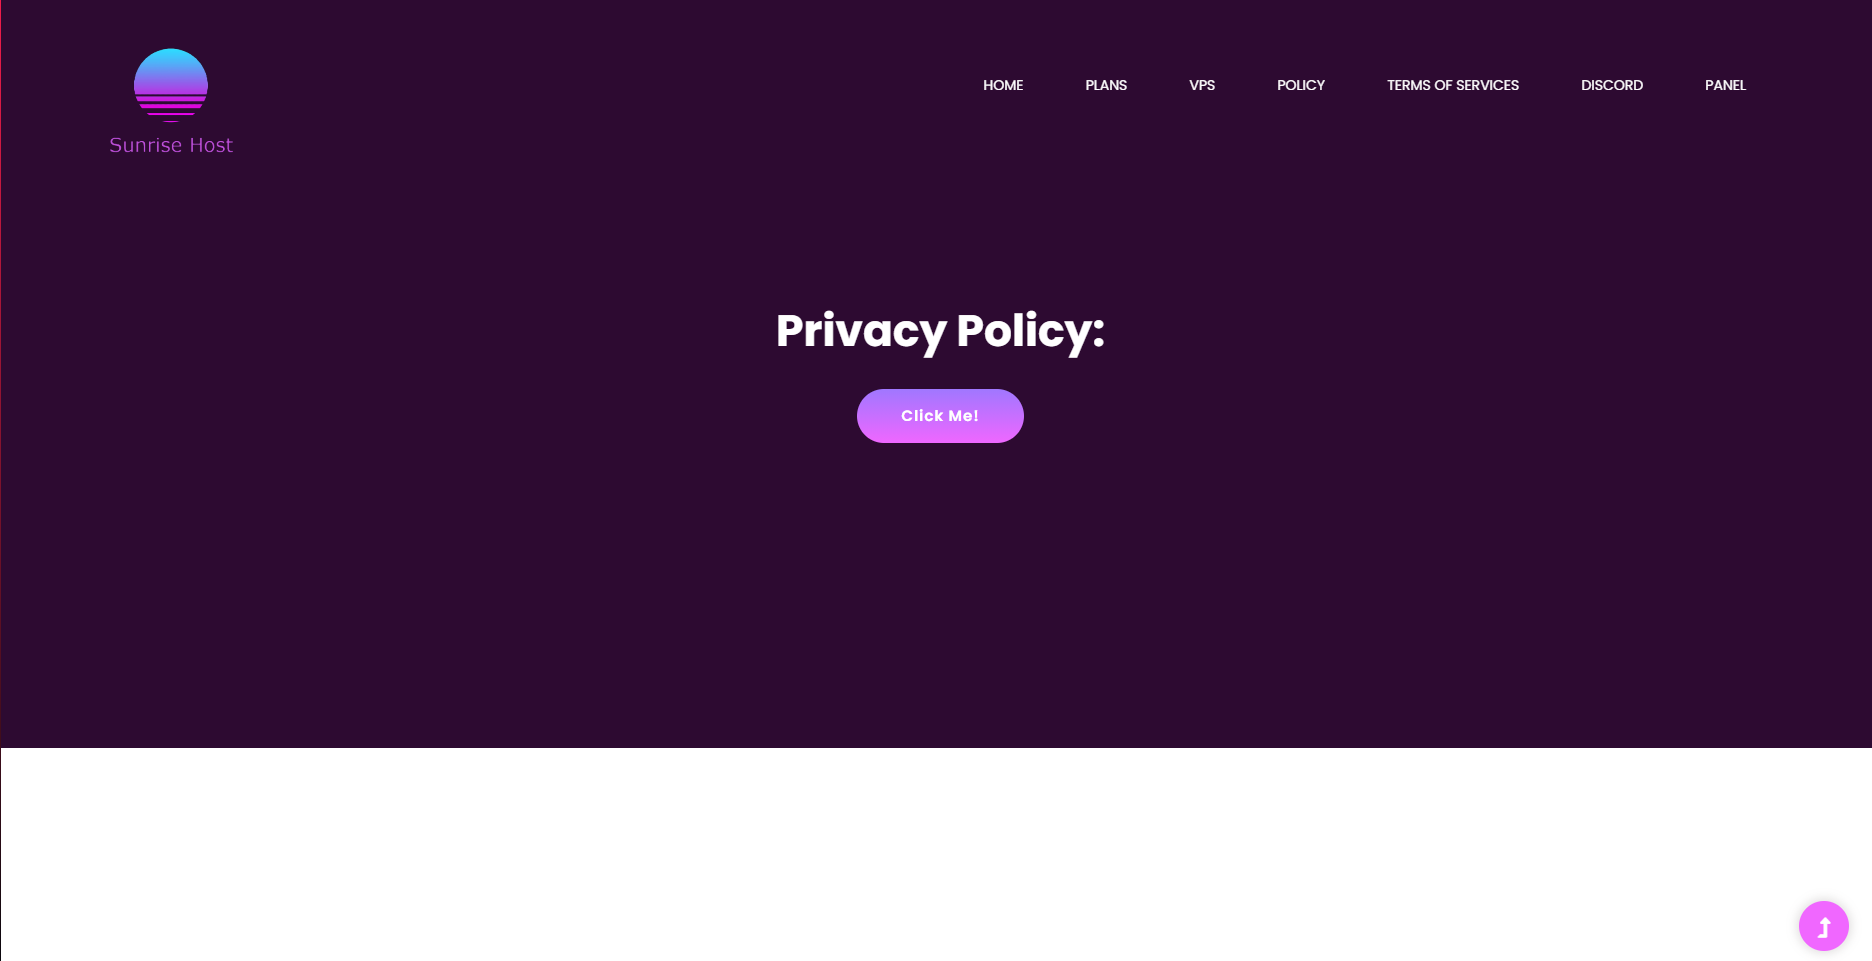 HOME PLANS VPS POLICY TERMS OF SERVICES DISCORD PANEL
Sunrise Host
Privacy Policy:
Click Me!